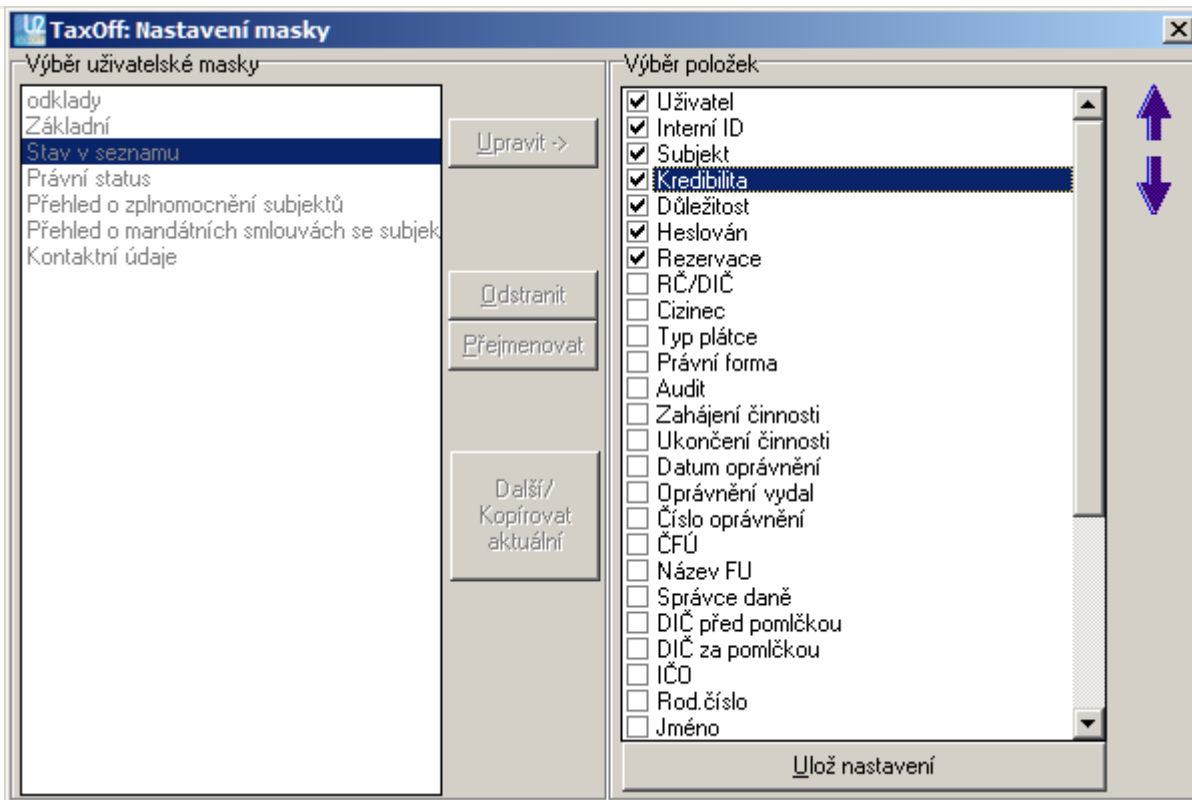 TaxOff: Nastavení masky
Výběr uživatelské masky
odklady
Základní
Stav v seznamu
Právní status
Přehled o zplnomocnění subjektů
Přehled o mandátních smlouvách se subjek
Kontaktní údaje
Upravit ->
Odstranit
Přejmenovat
Další/
Kopírovat
aktuální
Výběr položek
Uživatel
Interní ID
Subjekt
Kredibilita
Důležitost
Heslován
Rezervace
RČ/DIČ
Cizinec
Typ plátce
Právní forma
Audit
Zahájení činnosti
Ukončení činnosti
Datum oprávnění
Oprávnění vydal
Číslo oprávnění
ČFÚ
Název FU
Správce daně
DIČ před pomlčkou
DIČ za pomlčkou
IČO
Rod.číslo
Jméno
Ulož nastavení